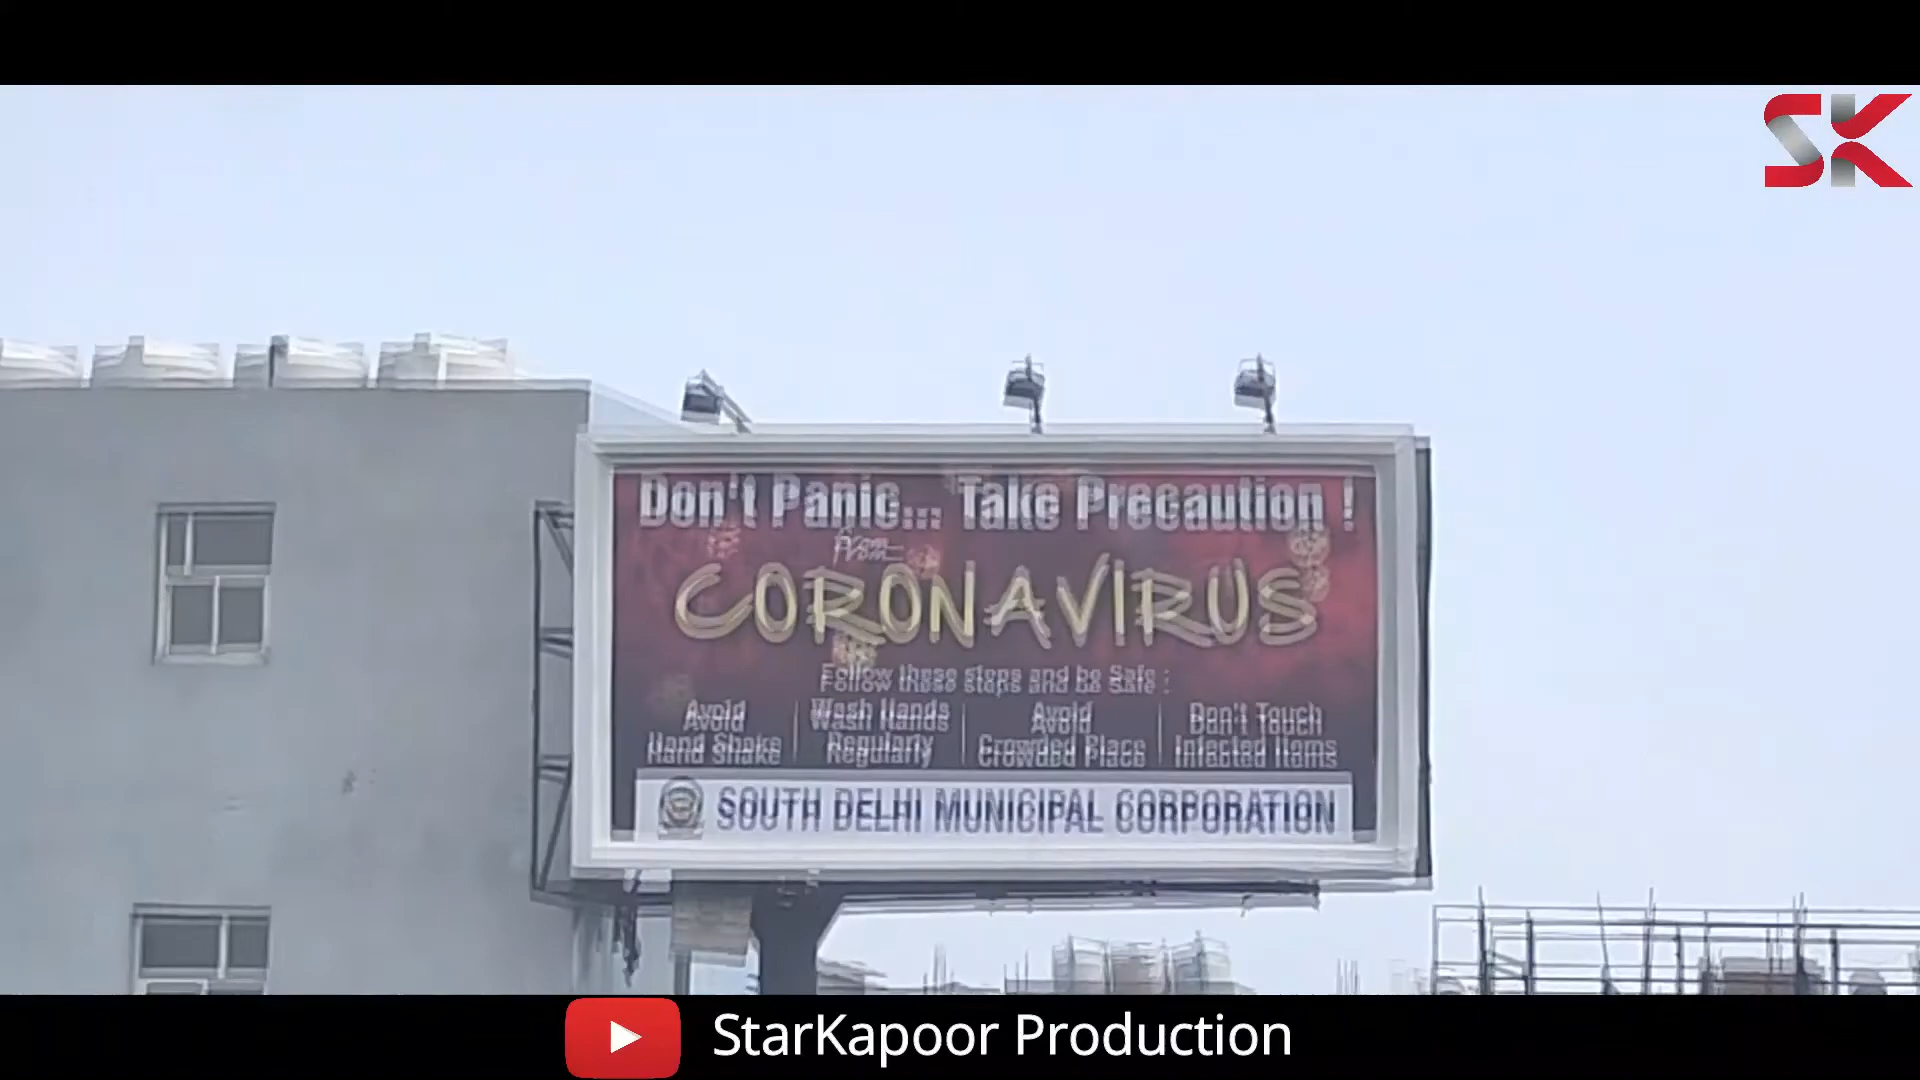 SK
Don't Panic... Take Precaution !
from
CORONAVIRUS
Follow these steps and be Safe :
Avoid
Hand Shake
Wash Hands
Regularly
Avoid
Crowded Place
Don't Touch
Infected Items
SOUTH DELHI MUNICIPAL CORPORATION
StarKapoor Production